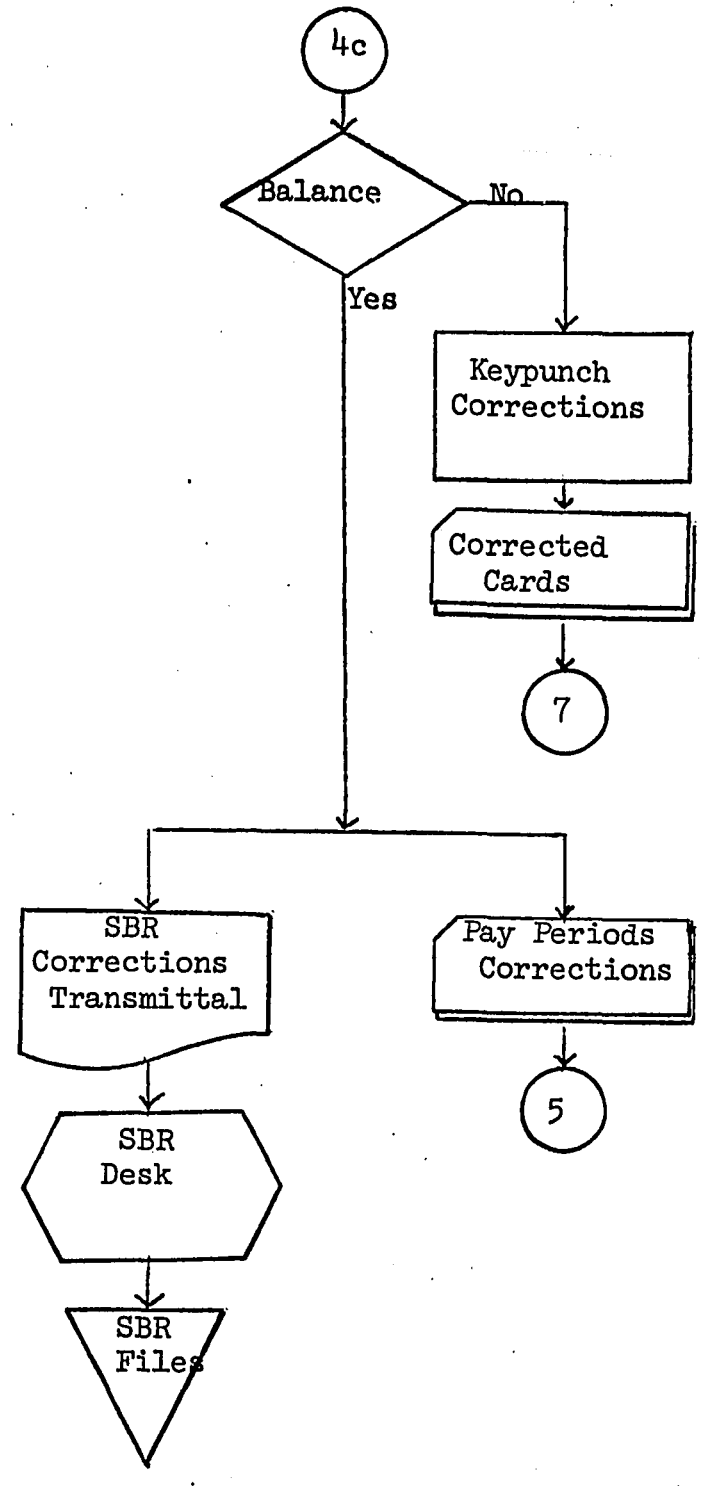 4c
Balance
No
Yes
Keypunch
Corrections
Corrected
Cards
7
SBR
Corrections
Transmittal
Pay Periods
Corrections
SBR
Desk
5
SBR
Files